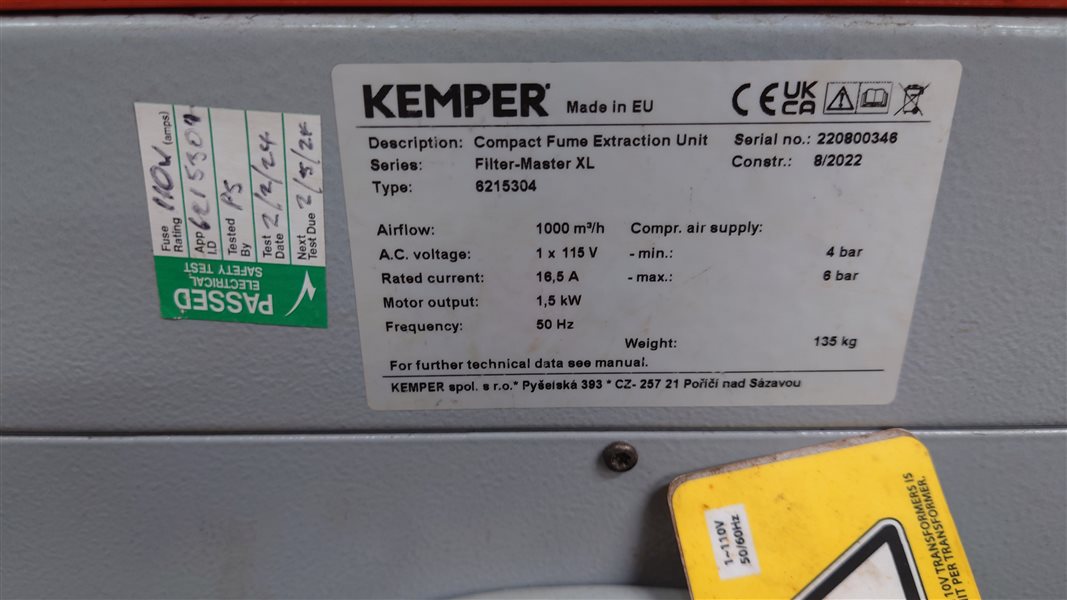 KEMPER Made in EU
CE UK CA
Description: Compact Fume Extraction Unit Serial no.: 220800346
Series: Filter-Master XL Constr.: 8/2022
Type: 6215304
Airflow: 1000 m³/h Compr. air supply:
A.C. voltage: 1 x 115 V - min.: 4 bar
Rated current: 16,5 A - max.: 6 bar
Motor output: 1,5 kW
Frequency: 50 Hz
Weight: 135 kg
For further technical data see manual.
KEMPER spol. s r.o.* Pyšelská 393 * CZ- 257 21 Poříčí nad Sázavou
Fuse Rating (amps) 110V
App I.D
Tested By PS
Test Date 2/2/24
Next Test Due
PASSED
ELECTRICAL
SAFETY TEST
1~110V
50/60Hz
10V TRANSFORMERS IS
PER TRANSFORMER.